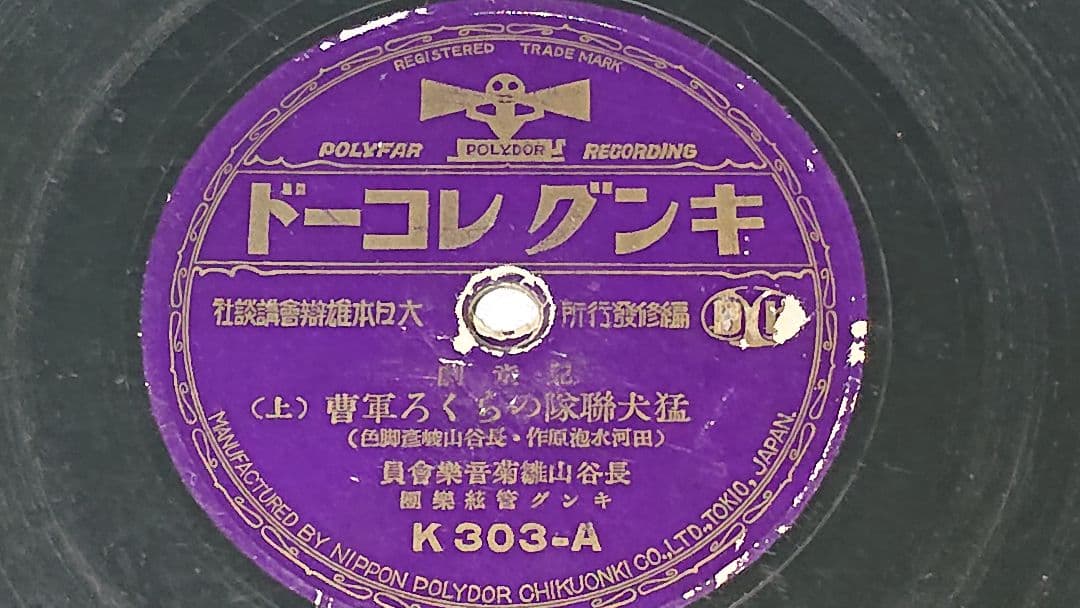 REGISTERED TRADE MARK
POLYFAR POLYDOR RECORDING
キングレコード
編修發行所 大日本雄辯會講談社
猛犬聯隊のらくろ軍曹(上)
(田河水泡原作・長谷山峻彦脚色)
長谷山雛菊音樂會員
キング管絃樂團
K303-A
MANUFACTURED BY NIPPON POLYDOR CHIKUONKI CO., LTD., TOKIO, JAPAN.